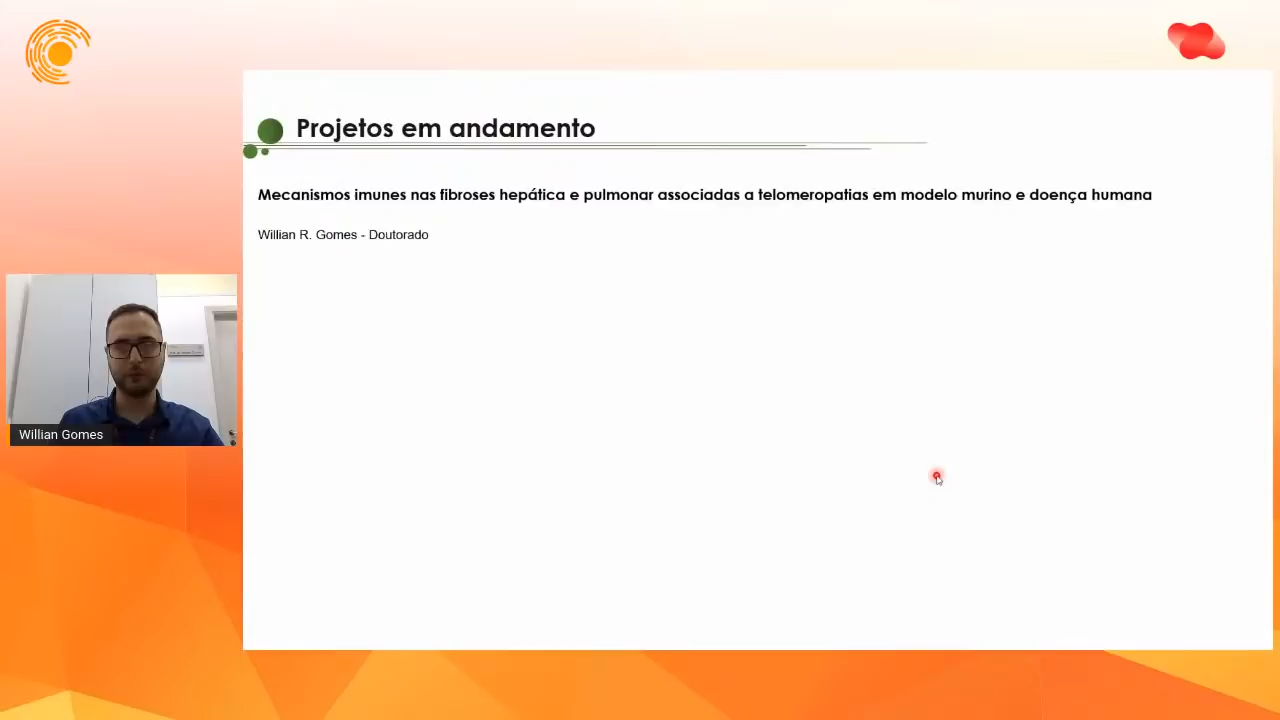 Projetos em andamento
Mecanismos imunes nas fibroses hepática e pulmonar associadas a telomeropatias em modelo murino e doença humana
Willian R. Gomes - Doutorado
Willian Gomes